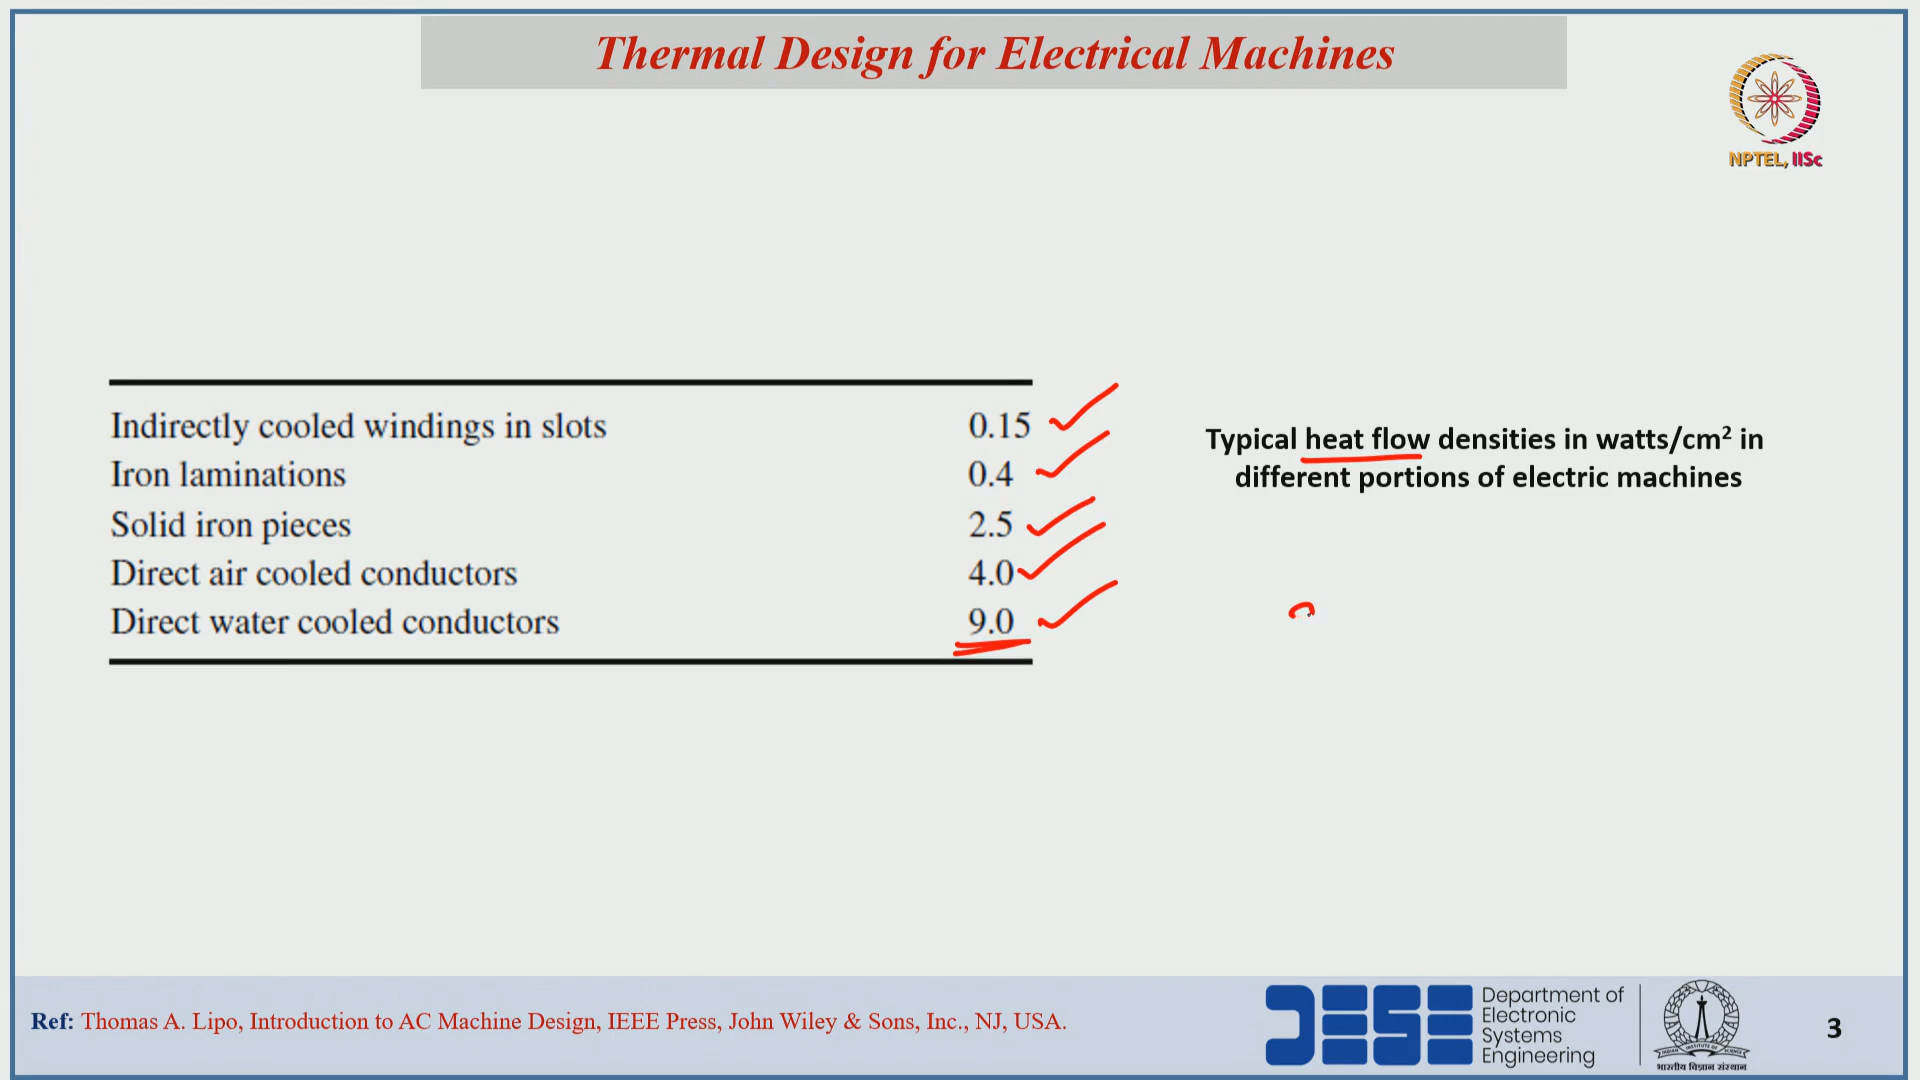 Thermal Design for Electrical Machines
NPTEL, IISc
Indirectly cooled windings in slots 0.15
Iron laminations 0.4
Solid iron pieces 2.5
Direct air cooled conductors 4.0
Direct water cooled conductors 9.0
Typical heat flow densities in watts/cm² in
different portions of electric machines
Ref: Thomas A. Lipo, Introduction to AC Machine Design, IEEE Press, John Wiley & Sons, Inc., NJ, USA.
DESE
Department of
Electronic
Systems
Engineering
भारतीय विज्ञान संस्थान
3